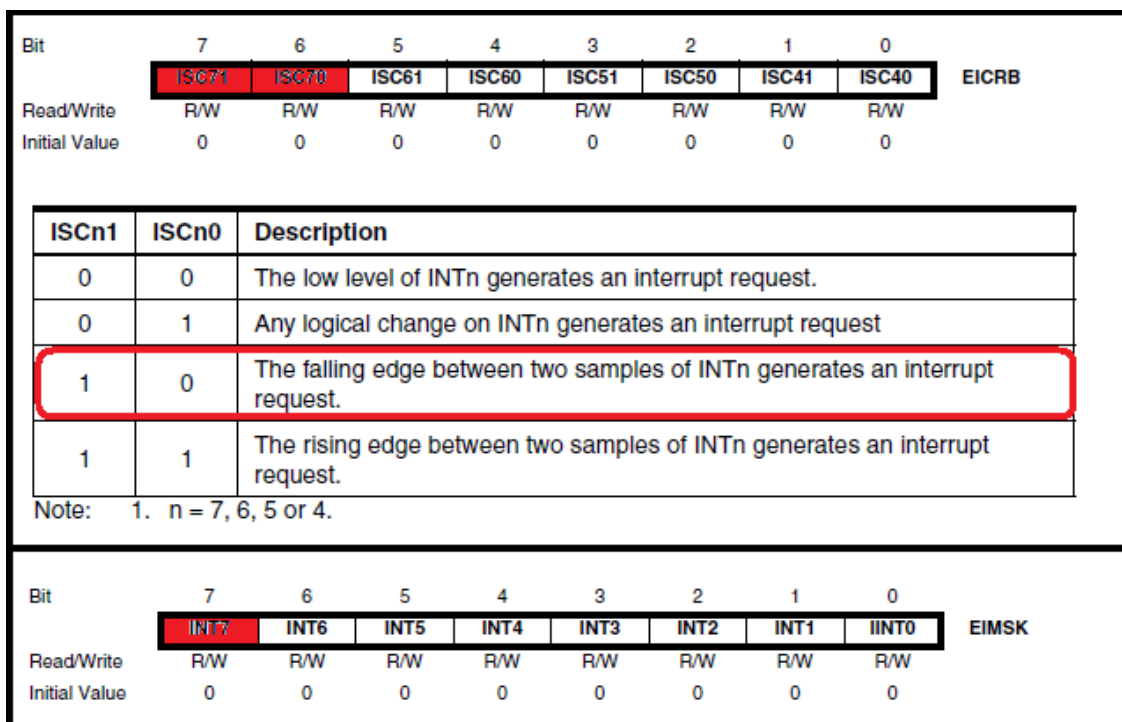 Bit 7 6 5 4 3 2 1 0
ISC71 ISC70 ISC61 ISC60 ISC51 ISC50 ISC41 ISC40 EICRB
Read/Write R/W R/W R/W R/W R/W R/W R/W R/W
Initial Value 0 0 0 0 0 0 0 0
ISCn1 ISCn0 Description
0 0 The low level of INTn generates an interrupt request.
0 1 Any logical change on INTn generates an interrupt request
1 0 The falling edge between two samples of INTn generates an interrupt
request.
1 1 The rising edge between two samples of INTn generates an interrupt
request.
Note: 1. n = 7, 6, 5 or 4.
Bit 7 6 5 4 3 2 1 0
INT7 INT6 INT5 INT4 INT3 INT2 INT1 IINT0 EIMSK
Read/Write R/W R/W R/W R/W R/W R/W R/W R/W
Initial Value 0 0 0 0 0 0 0 0